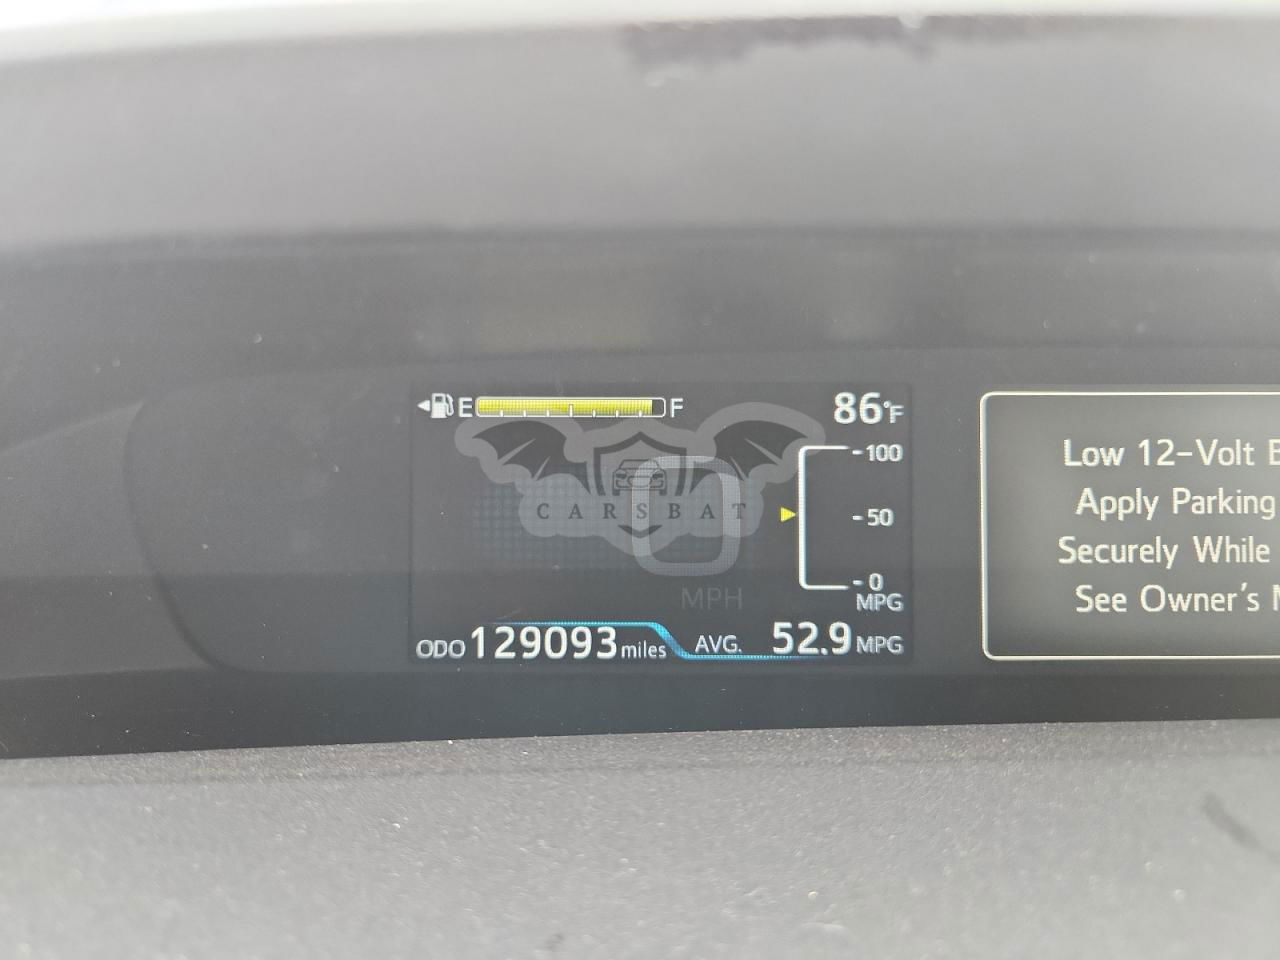 E F 86°F
-100
0
CARSBAT
-50
-0
MPH
MPG
ODO 129093 miles AVG. 52.9 MPG
Low 12-Volt
Apply Parking
Securely While
See Owner's